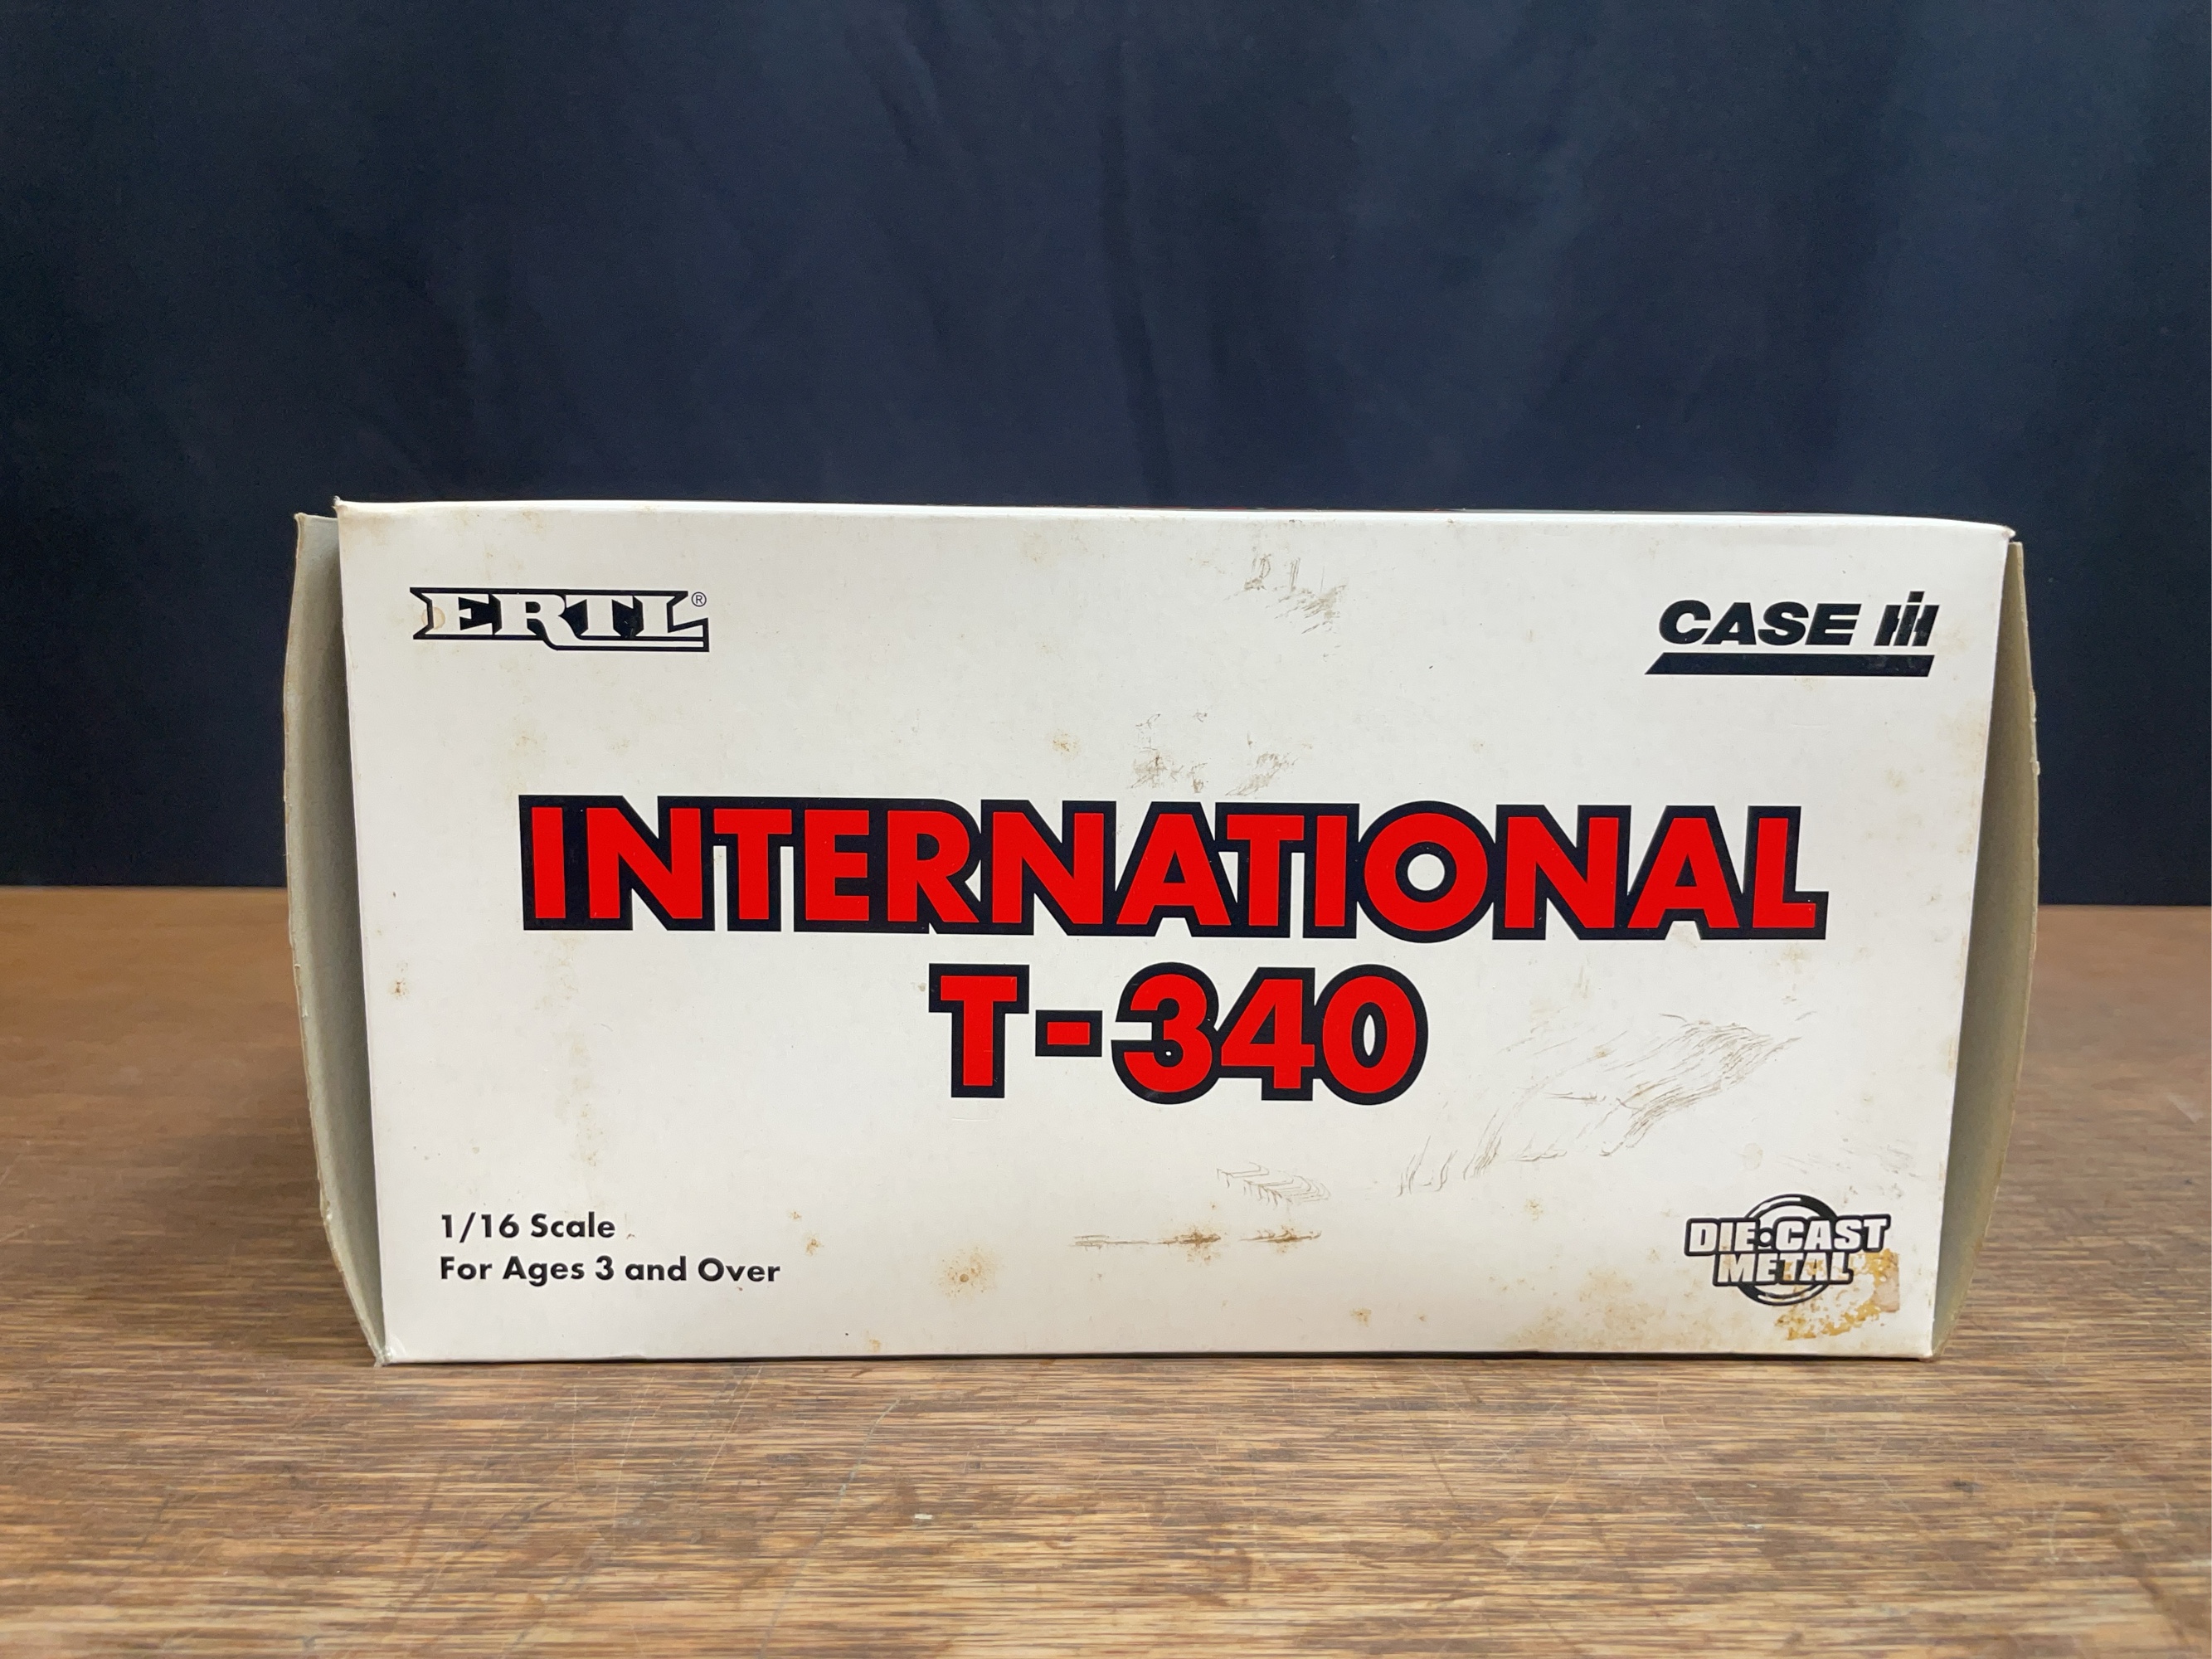 ERTL®
CASE IH
INTERNATIONAL
T-340
1/16 Scale
For Ages 3 and Over
DIE•CAST
METAL